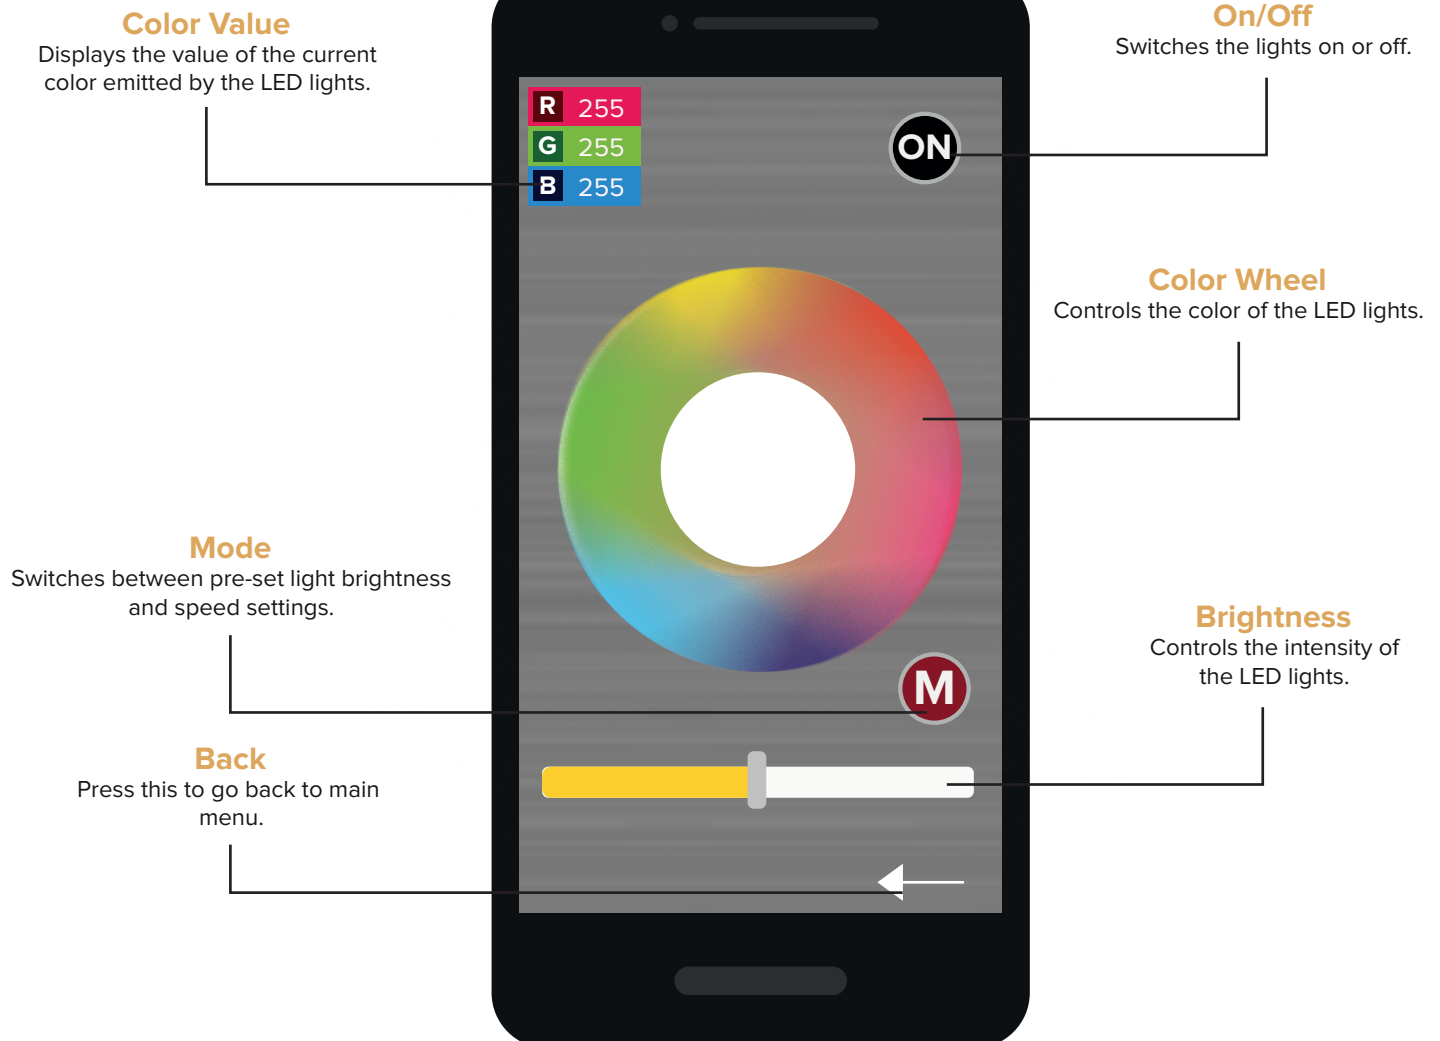 Color Value
Displays the value of the current
color emitted by the LED lights.
On/Off
Switches the lights on or off.
R 255
G 255
B 255
ON
Color Wheel
Controls the color of the LED lights.
Mode
Switches between pre-set light brightness
and speed settings.
Brightness
Controls the intensity of
the LED lights.
M
Back
Press this to go back to main
menu.